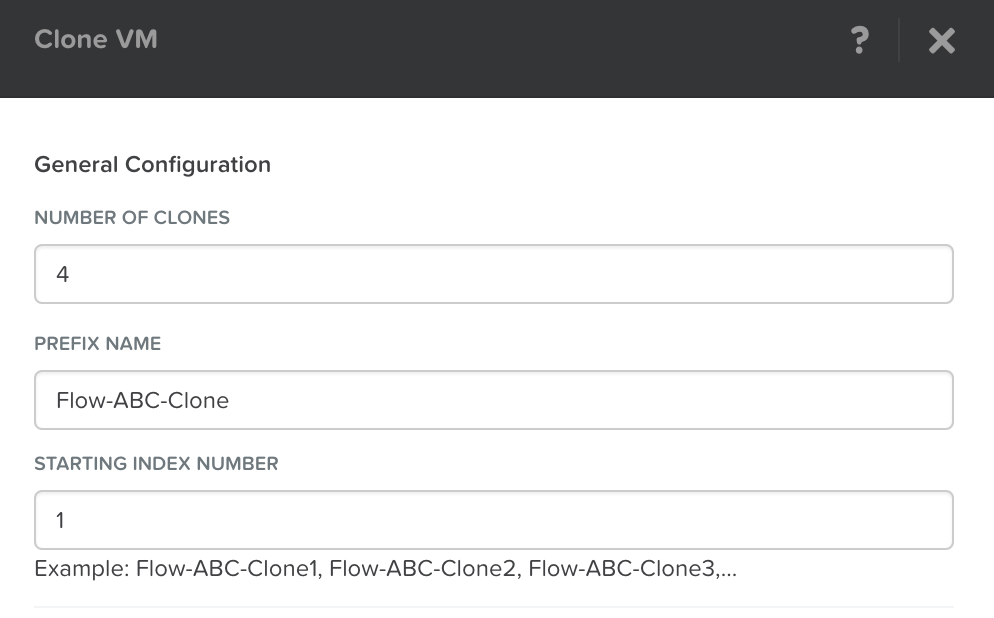 Clone VM
?
General Configuration
NUMBER OF CLONES
4
PREFIX NAME
Flow-ABC-Clone
STARTING INDEX NUMBER
1
Example: Flow-ABC-Clone1, Flow-ABC-Clone2, Flow-ABC-Clone3,...